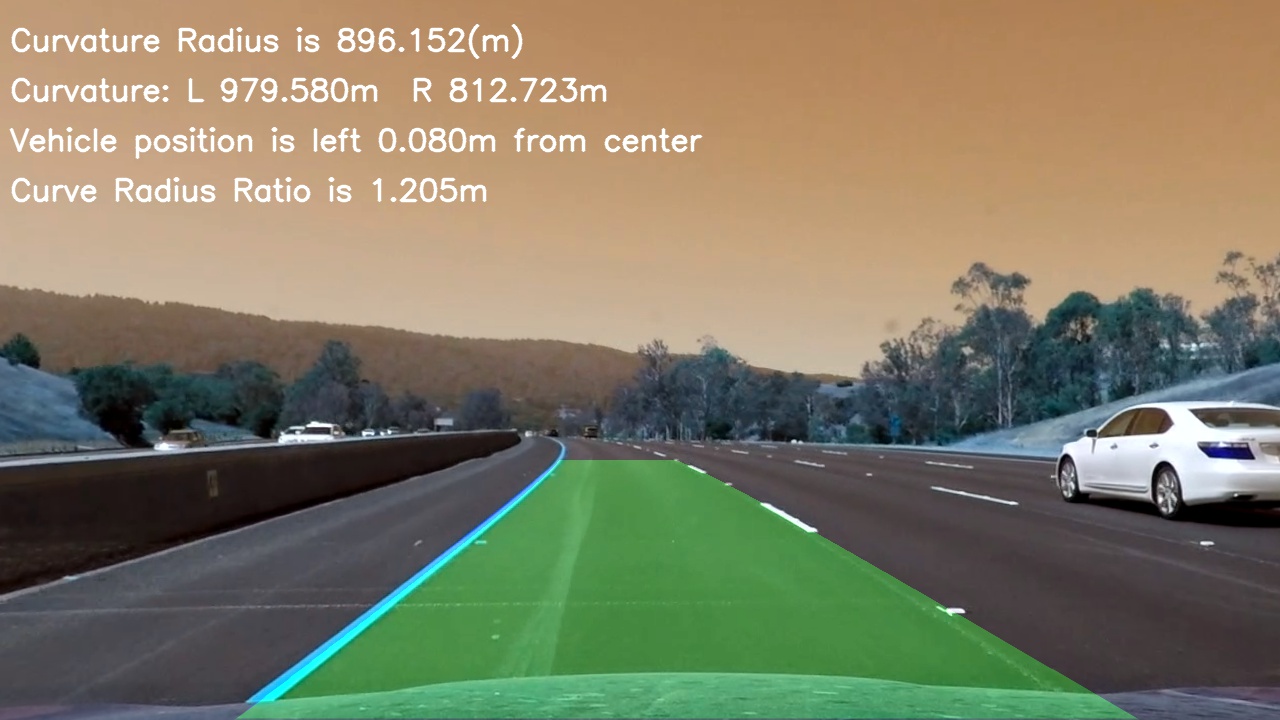 Curvature Radius is 896.152(m)
Curvature: L 979.580m R 812.723m
Vehicle position is left 0.080m from center
Curve Radius Ratio is 1.205m